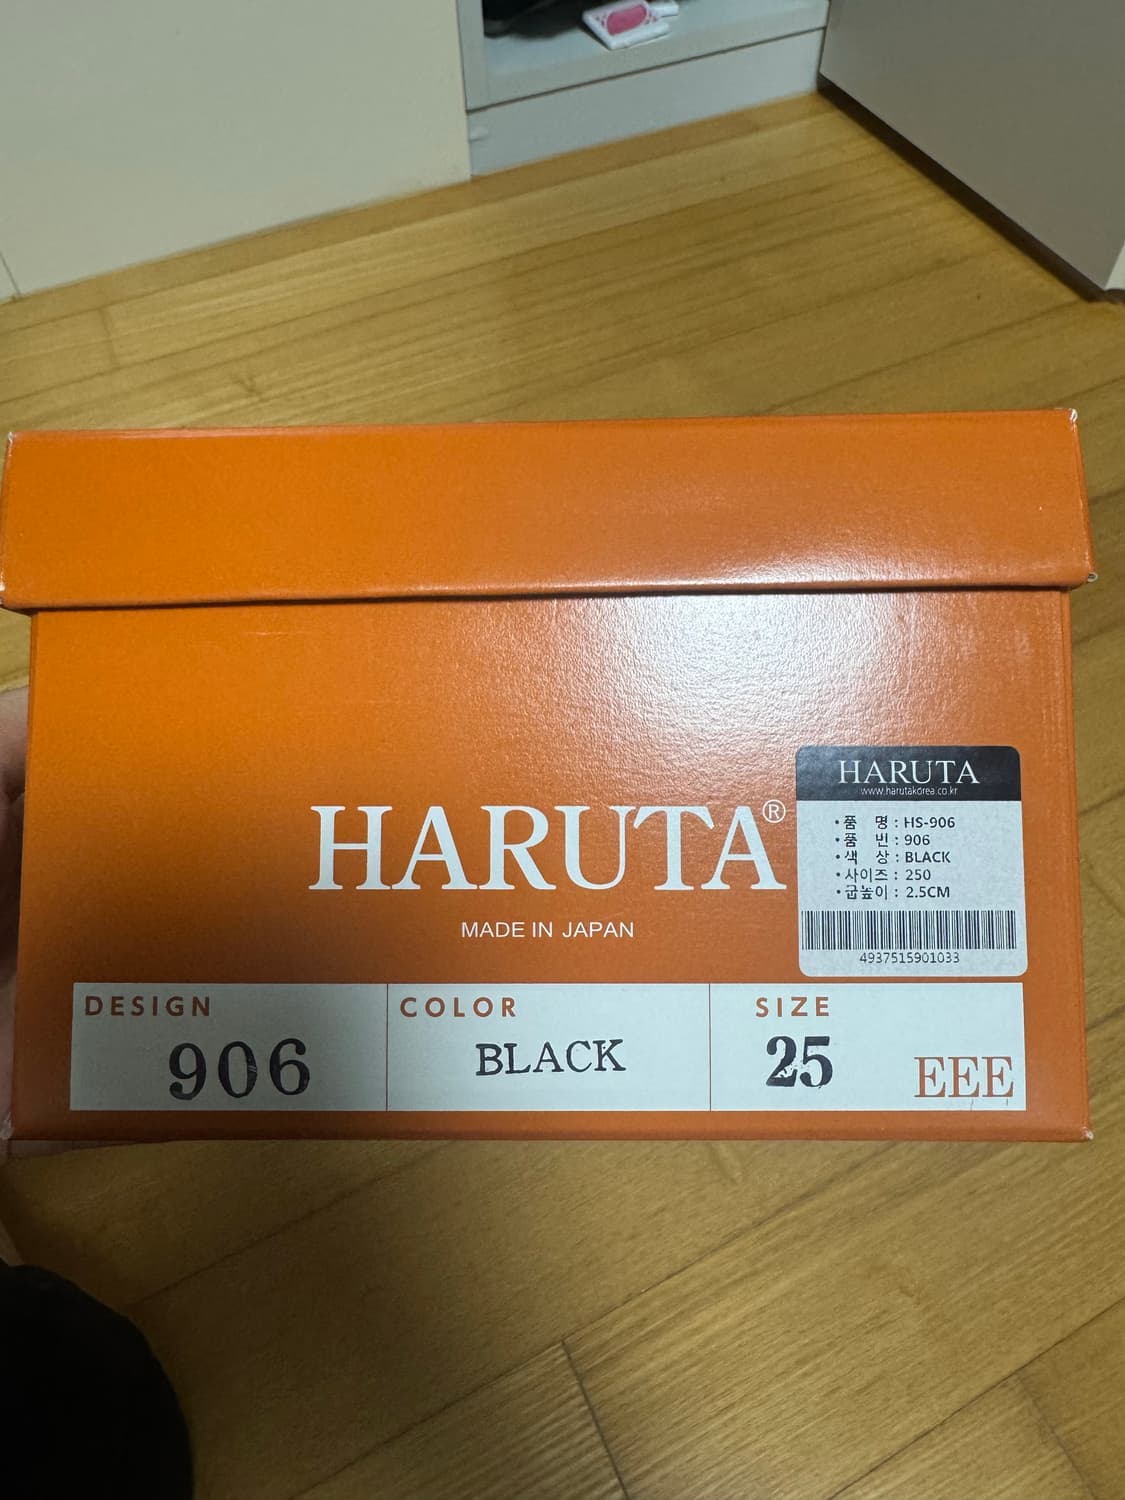 HARUTA®
MADE IN JAPAN
HARUTA
www.harutakorea.co.kr
•품 명 : HS-906
•품 번 : 906
•색 상 : BLACK
•사이즈 : 250
•굽높이 : 2.5CM
4937515901033
DESIGN
906
COLOR
BLACK
SIZE
25
EEE